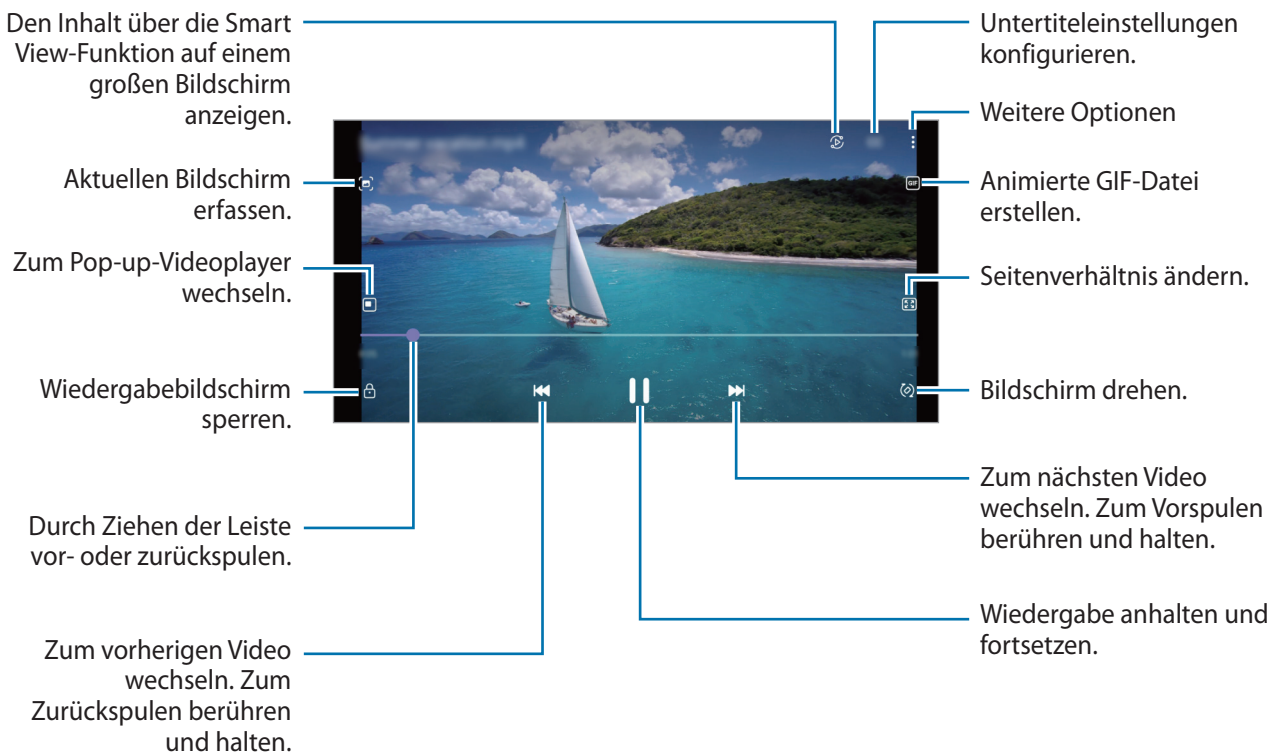 Den Inhalt über die Smart
View-Funktion auf einem
großen Bildschirm
anzeigen.
Aktuellen Bildschirm
erfassen.
Zum Pop-up-Videoplayer
wechseln.
Wiedergabebildschirm
sperren.
Durch Ziehen der Leiste
vor- oder zurückspulen.
Zum vorherigen Video
wechseln. Zum
Zurückspulen berühren
und halten.
Untertiteleinstellungen
konfigurieren.
Weitere Optionen
GIF
Animierte GIF-Datei
erstellen.
Seitenverhältnis ändern.
Bildschirm drehen.
Zum nächsten Video
wechseln. Zum Vorspulen
berühren und halten.
Wiedergabe anhalten und
fortsetzen.